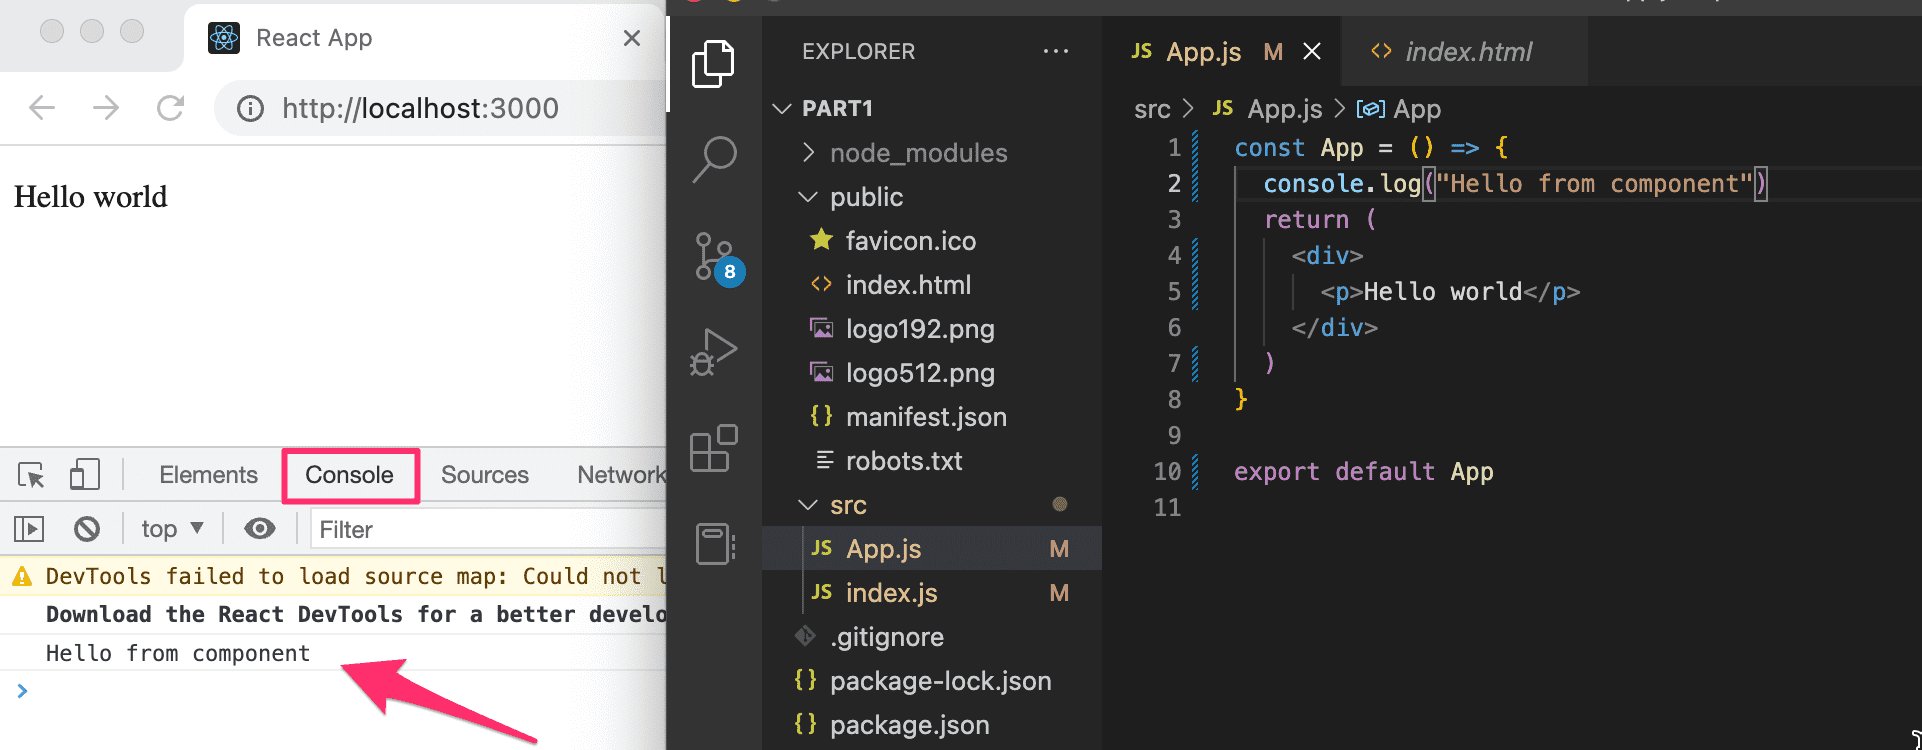 React App
http://localhost:3000
Hello world
Elements Console Sources Network
top Filter
DevTools failed to load source map: Could not
Download the React DevTools for a better
Hello from component
>
EXPLORER ...
PART1
node_modules
public
favicon.ico
<> index.html
logo192.png
logo512.png
{} manifest.json
robots.txt
src
JS App.js M
JS index.js M
.gitignore
{} package-lock.json
{} package.json
8
JS App.js M <> index.html
src > JS App.js > App
1 const App = () => {
2 console.log("Hello from component")
3 return (
4 <div>
5 <p>Hello world</p>
6 </div>
7 )
8 }
9
10 export default App
11